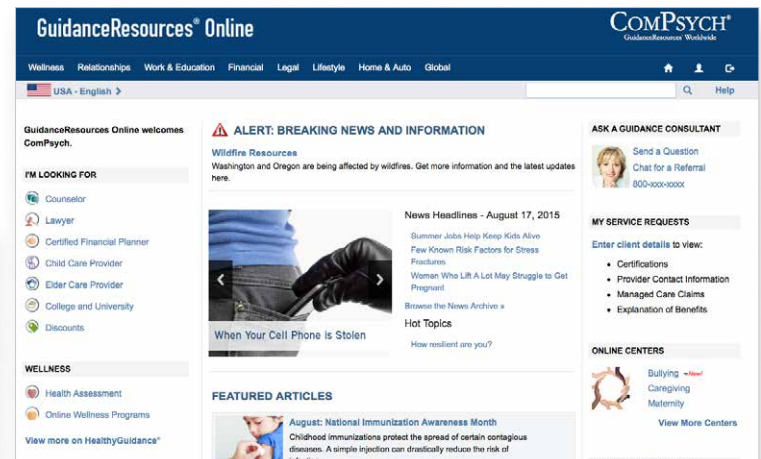 GuidanceResources® Online
COMPSYCH®
GuidanceResources® Worldwide
Wellness Relationships Work & Education Financial Legal Lifestyle Home & Auto Global
USA - English
Help
GuidanceResources Online welcomes
ComPsych.
I'M LOOKING FOR
Counselor
Lawyer
Certified Financial Planner
Child Care Provider
Elder Care Provider
College and University
Discounts
WELLNESS
Health Assessment
Online Wellness Programs
View more on HealthyGuidance®
ALERT: BREAKING NEWS AND INFORMATION
Wildfire Resources
Washington and Oregon are being affected by wildfires. Get more information and the latest updates
here.
When Your Cell Phone is Stolen
News Headlines - August 17, 2015
Summer Jobs Help Keep Kids Alive
Few Known Risk Factors for Stress
Fractures
Women Who Lift A Lot May Struggle to Get
Pregnant
Browse the News Archive »
Hot Topics
How resilient are you?
FEATURED ARTICLES
August: National Immunization Awareness Month
Childhood immunizations protect the spread of certain contagious
diseases. A simple injection can drastically reduce the risk of
ASK A GUIDANCE CONSULTANT
Send a Question
Chat for a Referral
800-xxx-xxxx
MY SERVICE REQUESTS
Enter client details to view:
• Certifications
• Provider Contact Information
• Managed Care Claims
• Explanation of Benefits
ONLINE CENTERS
Bullying New!
Caregiving
Maternity
View More Centers